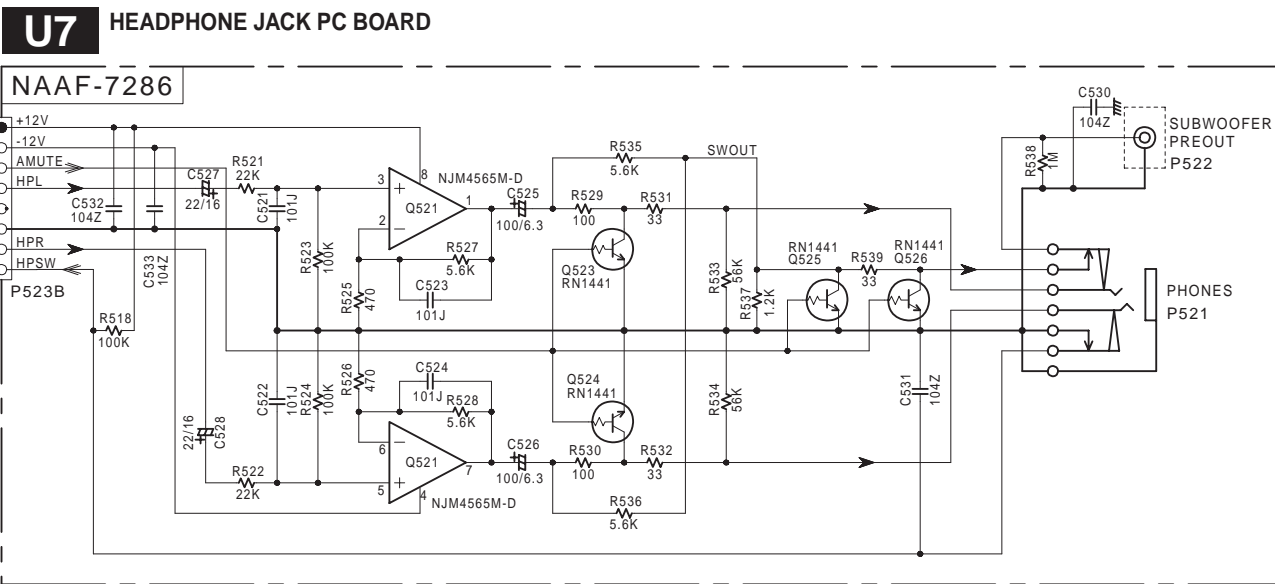 U7 HEADPHONE JACK PC BOARD
NAAF-7286
+12V
-12V
AMUTE
HPL
HPR
HPSW
P523B
C532
104Z
C533
104Z
R518
100K
C527
22/16
R521
22K
C521
101J
R523
100K
R525
470
3
+
2
−
8
1
Q521
NJM4565M-D
R527
5.6K
C523
101J
C525
100/6.3
R535
5.6K
R529
100
R531
33
Q523
RN1441
SWOUT
R533
56K
R537
1.2K
RN1441
Q525
R539
33
RN1441
Q526
C530
104Z
R538
1M
SUBWOOFER
PREOUT
P522
PHONES
P521
C522
101J
R524
100K
R526
470
C524
101J
R528
5.6K
22/16
C528
R522
22K
6
−
5
+
4
7
Q521
NJM4565M-D
C526
100/6.3
Q524
RN1441
R530
100
R532
33
R536
5.6K
R534
56K
C531
104Z